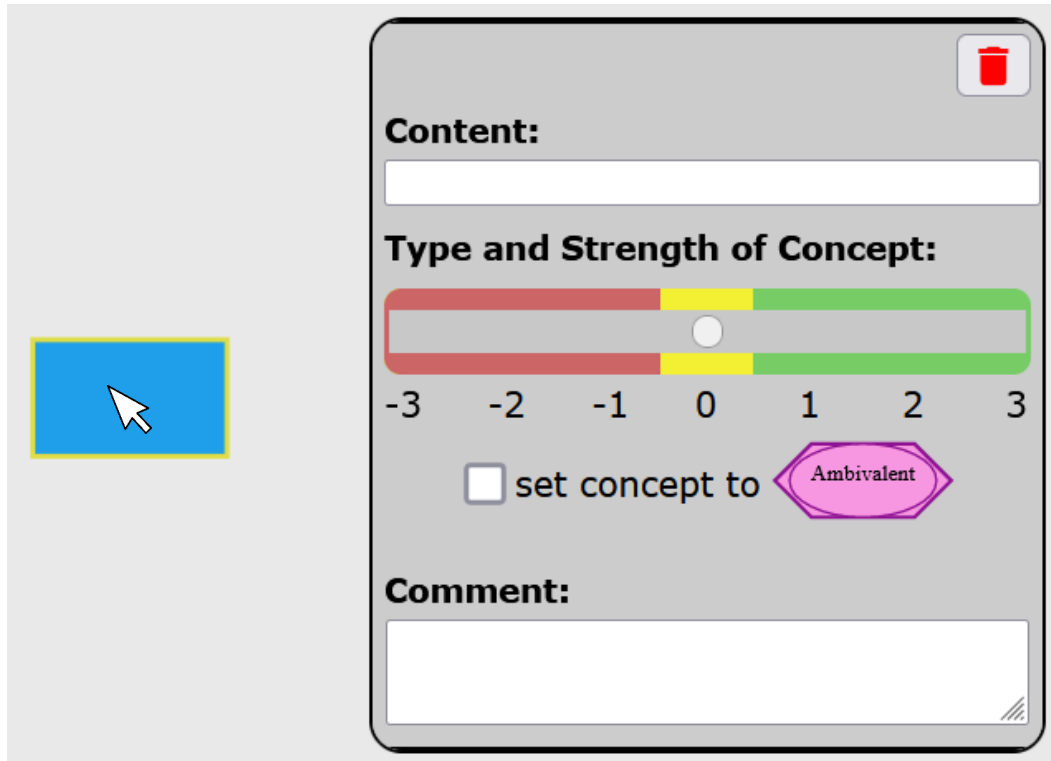 Content:
Type and Strength of Concept:
-3 -2 -1 0 1 2 3
set concept to Ambivalent
Comment: